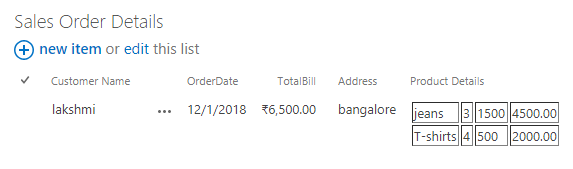 Sales Order Details
new item or edit this list
Customer Name OrderDate TotalBill Address Product Details
lakshmi ... 12/1/2018 ₹6,500.00 bangalore jeans 3 1500 4500.00
T-shirts 4 500 2000.00